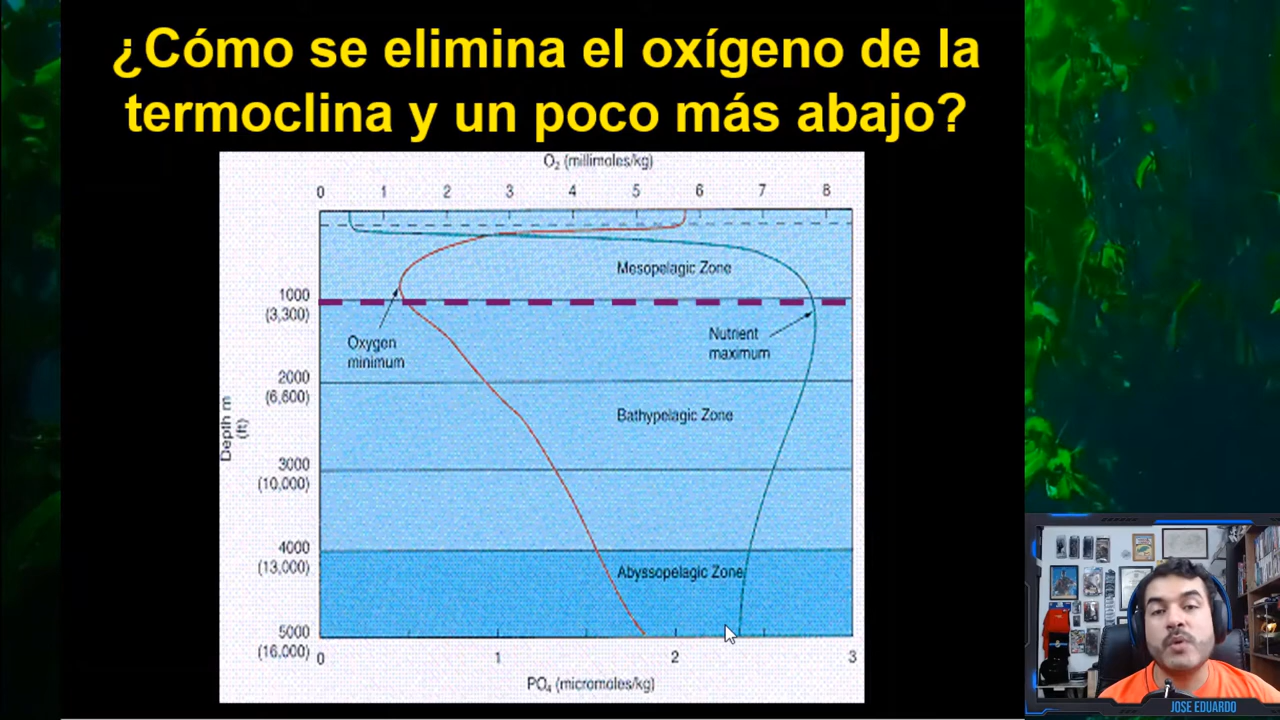 ¿Cómo se elimina el oxígeno de la
termoclina y un poco más abajo?
O₂ (millimoles/kg)
0 1 2 3 4 5 6 7 8
Mesopelagic Zone
1000
(3,300)
Oxygen
minimum
Nutrient
maximum
2000
(6,600)
Bathypelagic Zone
Depth m
(ft)
3000
(10,000)
4000
(13,000)
Abyssopelagic Zone
5000
(16,000)
0 1 2 3
PO₄ (micromoles/kg)
JOSE EDUARDO